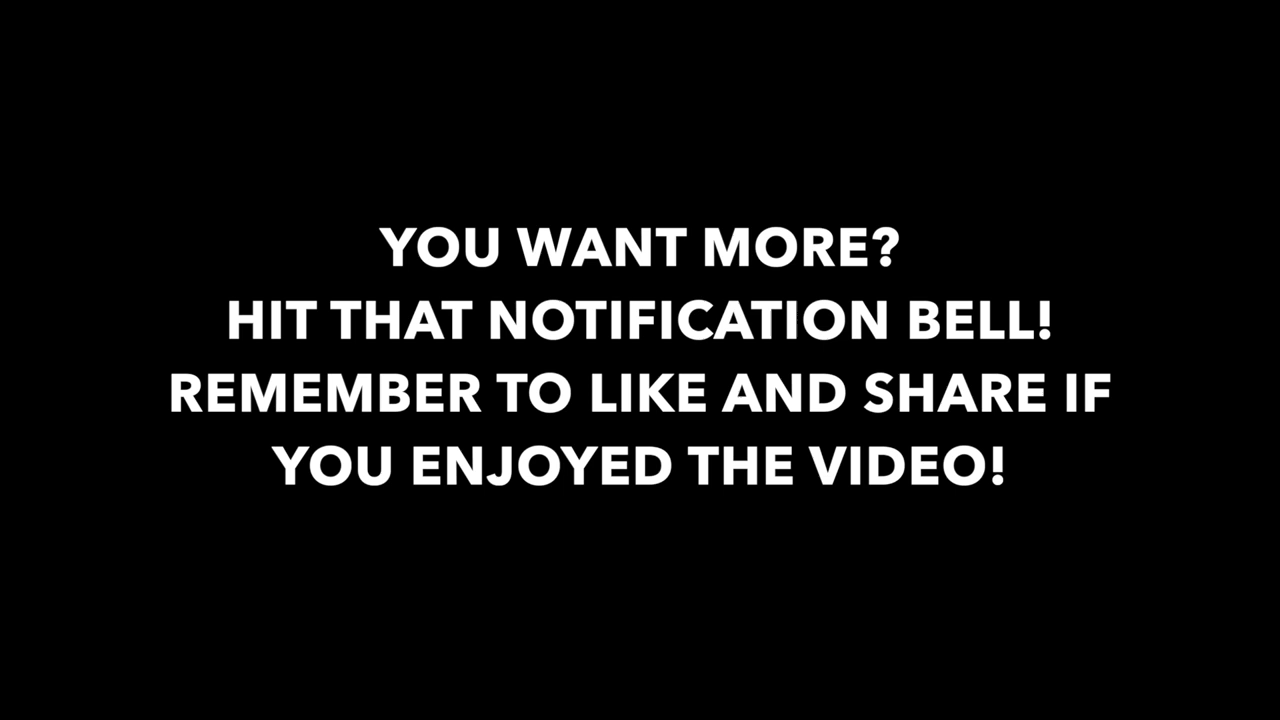 YOU WANT MORE?
HIT THAT NOTIFICATION BELL!
REMEMBER TO LIKE AND SHARE IF
YOU ENJOYED THE VIDEO!